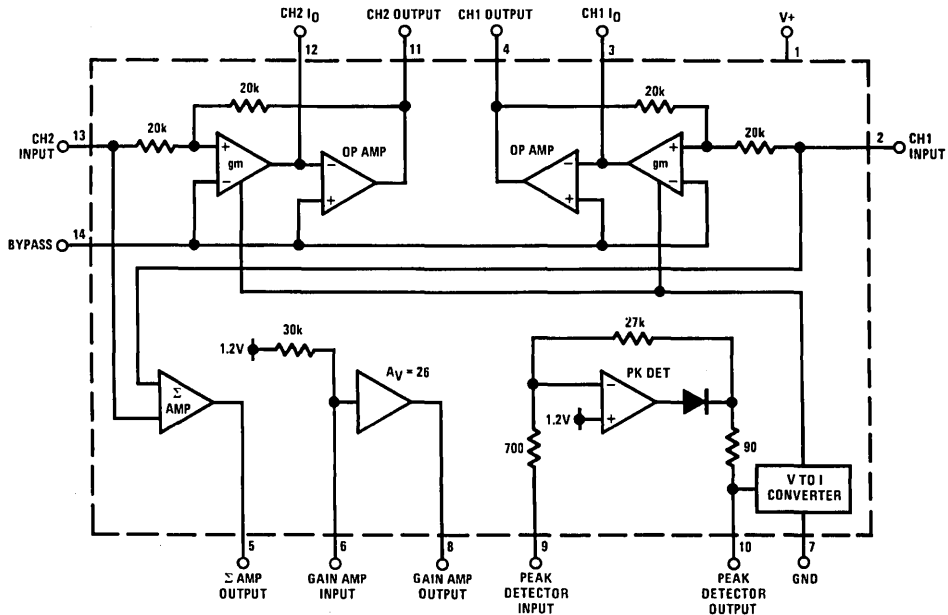 CH2 IO
CH2 OUTPUT
CH1 OUTPUT
CH1 IO
V+
12
11
4
3
1
20k
20k
20k
20k
CH2
INPUT
13
2
CH1
INPUT
+
gm
−
OP AMP
−
+
OP AMP
−
+
+
gm
−
BYPASS
14
1.2V
30k
27k
Σ
AMP
AV = 26
PK DET
−
+
1.2V
700
90
V TO I
CONVERTER
5
6
8
9
10
7
Σ AMP
OUTPUT
GAIN AMP
INPUT
GAIN AMP
OUTPUT
PEAK
DETECTOR
INPUT
PEAK
DETECTOR
OUTPUT
GND